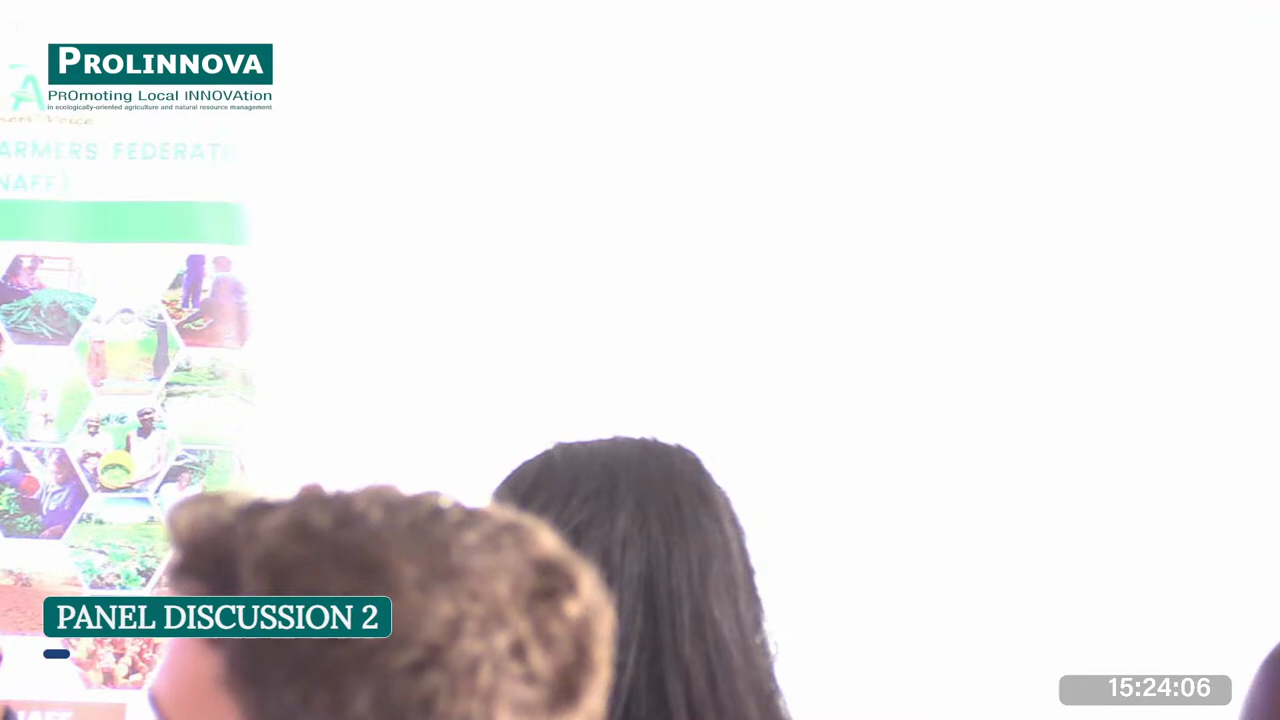 PROLINNOVA
PROmoting Local INNOVAtion
in ecologically-oriented agriculture and natural resource management
Voice
ARMERS' FEDERATI
NAFF)
PANEL DISCUSSION 2
15:24:06